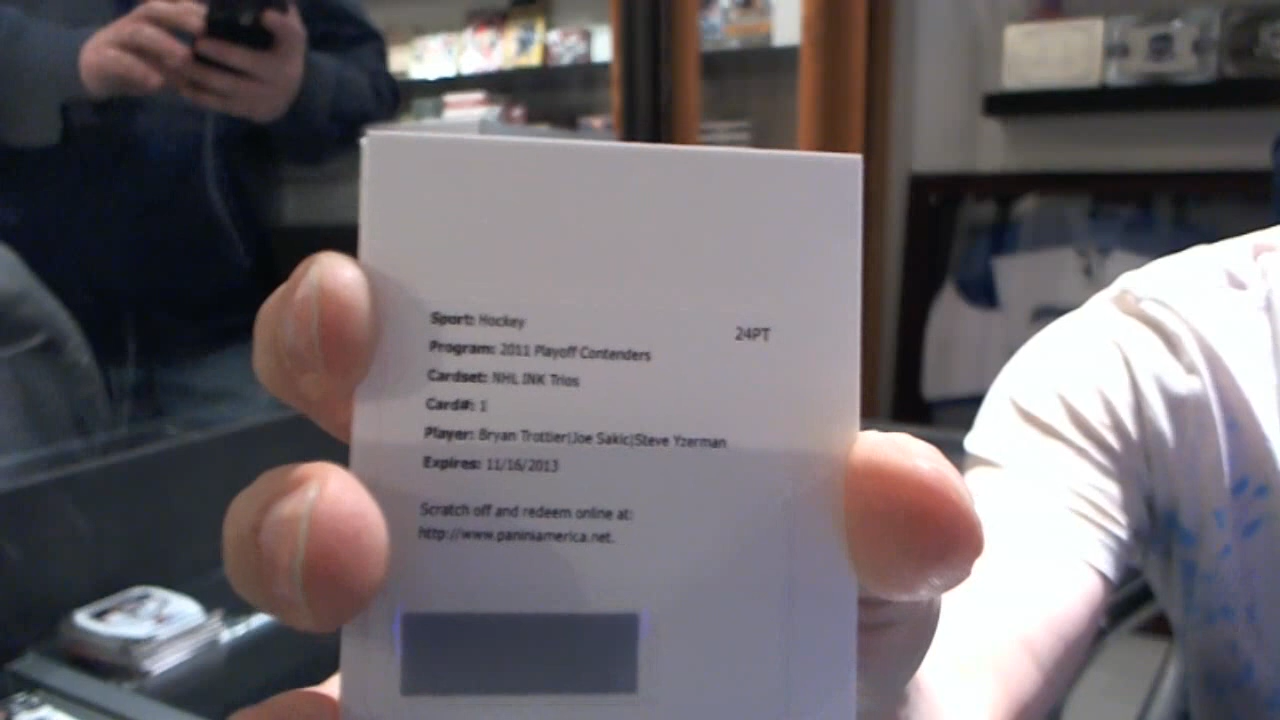 Sport: Hockey
24PT
Program: 2011 Playoff Contenders
Cardset: NHL INK Trios
Card#: 1
Player: Bryan Trottier|Joe Sakic|Steve Yzerman
Expires: 11/16/2013
Scratch off and redeem online at:
http://www.paniniamerica.net.